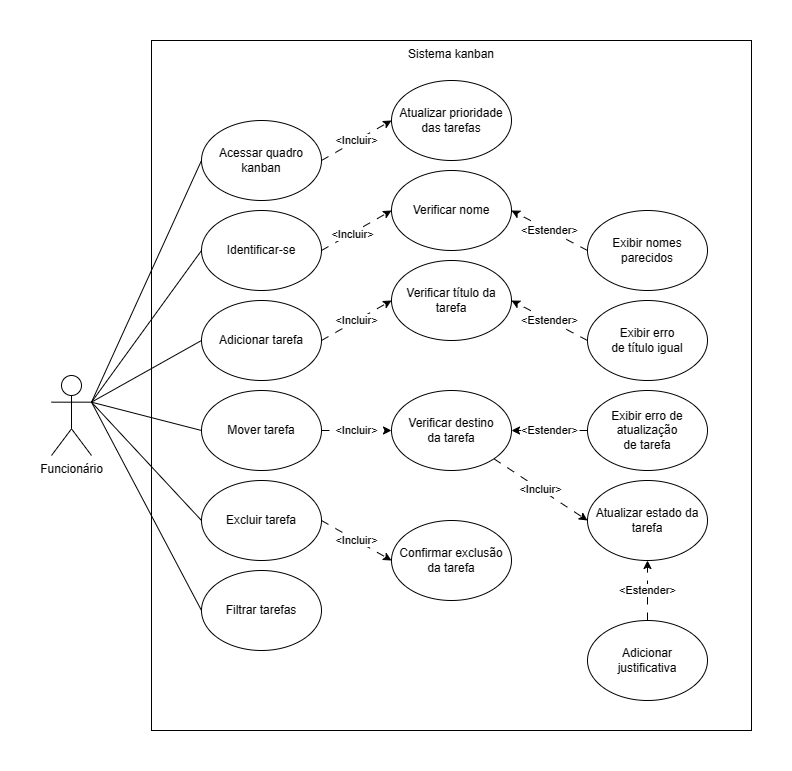 Sistema kanban
Atualizar prioridade
das tarefas
<Incluir>
Acessar quadro
kanban
Verificar nome
<Incluir>
<Estender>
Identificar-se
Exibir nomes
parecidos
Verificar título da
tarefa
<Incluir>
<Estender>
Adicionar tarefa
Exibir erro
de título igual
Mover tarefa
<Incluir>
Verificar destino
da tarefa
<Estender>
Exibir erro de
atualização
de tarefa
Funcionário
<Incluir>
Excluir tarefa
Atualizar estado da
tarefa
<Incluir>
Confirmar exclusão
da tarefa
<Estender>
Filtrar tarefas
Adicionar
justificativa